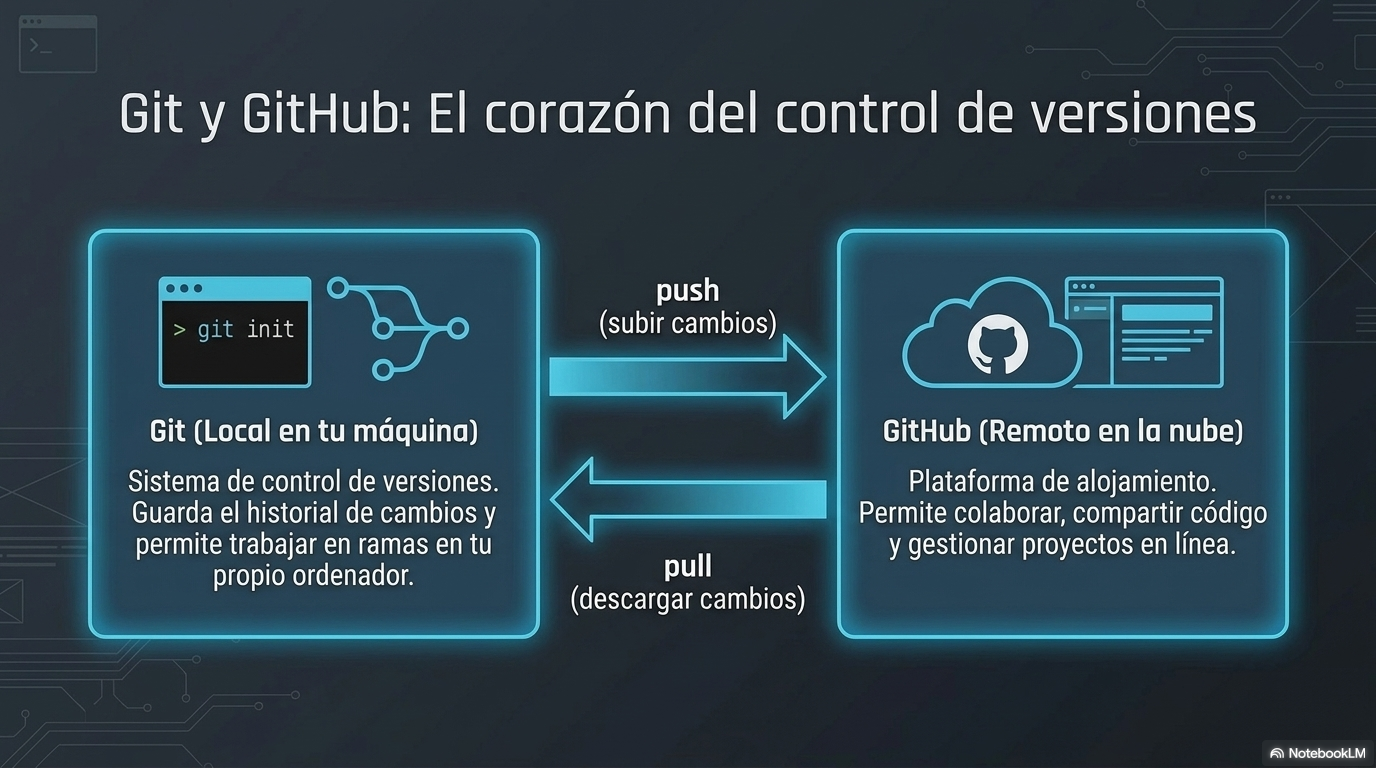 Git y GitHub: El corazón del control de versiones
> git init
Git (Local en tu máquina)
Sistema de control de versiones.
Guarda el historial de cambios y
permite trabajar en ramas en tu
propio ordenador.
push
(subir cambios)
pull
(descargar cambios)
GitHub (Remoto en la nube)
Plataforma de alojamiento.
Permite colaborar, compartir código
y gestionar proyectos en línea.
NotebookLM